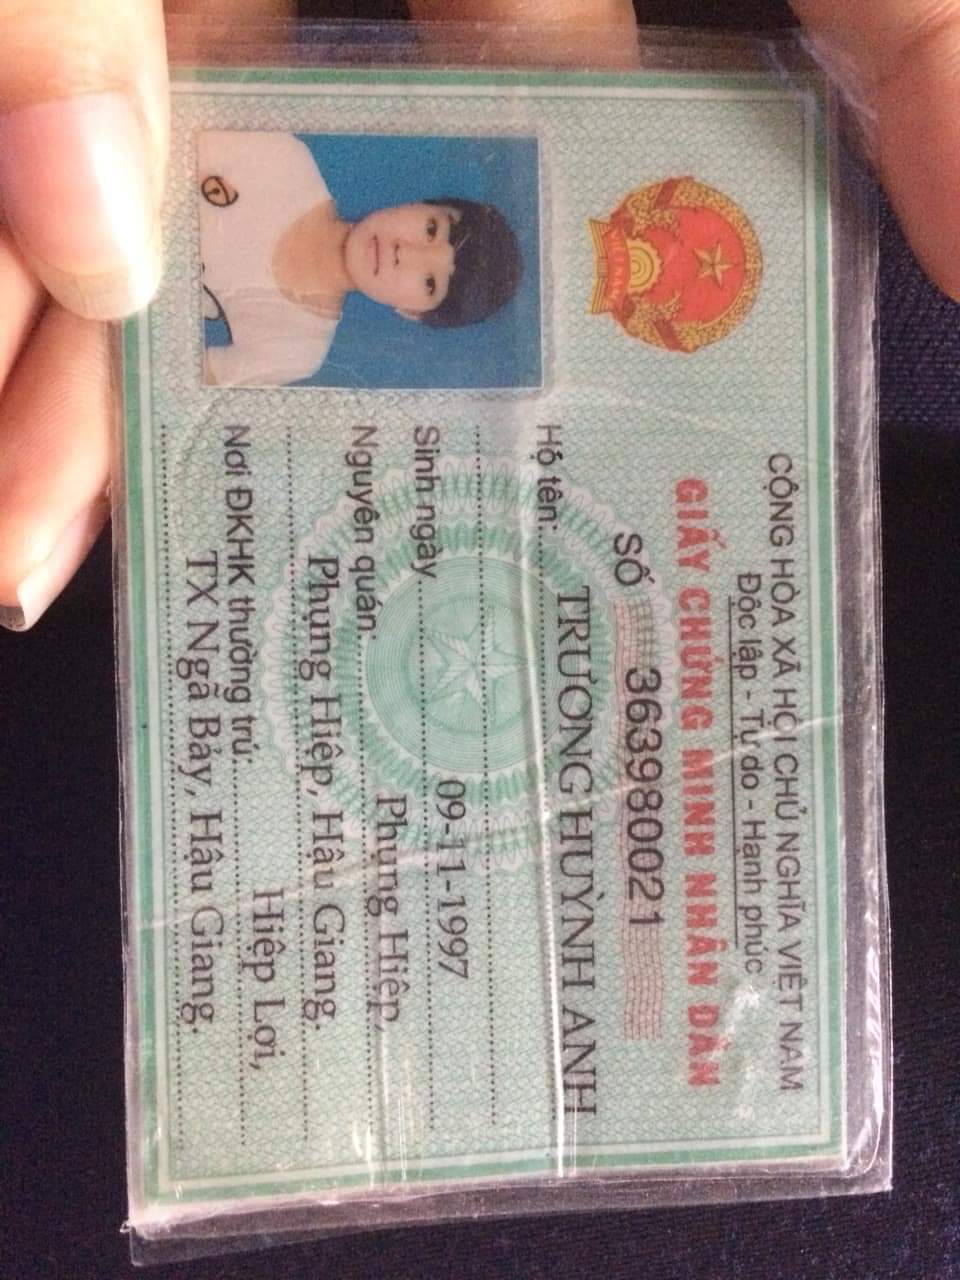 CỘNG HÒA XÃ HỘI CHỦ NGHĨA VIỆT NAM
Độc lập - Tự do - Hạnh phúc
GIẤY CHỨNG MINH NHÂN DÂN
SỐ 363980021
Họ tên: TRƯƠNG HUỲNH ANH
Sinh ngày 09-11-1997
Nguyên quán: Phụng Hiệp,
Phụng Hiệp, Hậu Giang.
Nơi ĐKHK thường trú: Hiệp Lợi,
TX Ngã Bảy, Hậu Giang.
VIỆT NAM